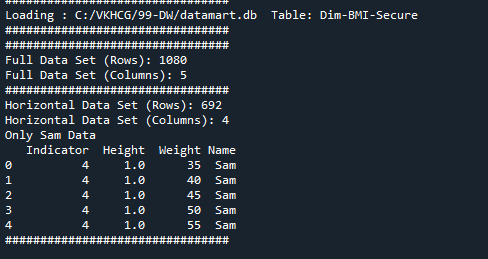 ################################
Loading : C:/VKHCG/99-DW/datamart.db  Table: Dim-BMI-Secure
################################
################################
Full Data Set (Rows): 1080
Full Data Set (Columns): 5
################################
Horizontal Data Set (Rows): 692
Horizontal Data Set (Columns): 4
Only Sam Data
   Indicator  Height  Weight Name
0          4     1.0      35  Sam
1          4     1.0      40  Sam
2          4     1.0      45  Sam
3          4     1.0      50  Sam
4          4     1.0      55  Sam
################################